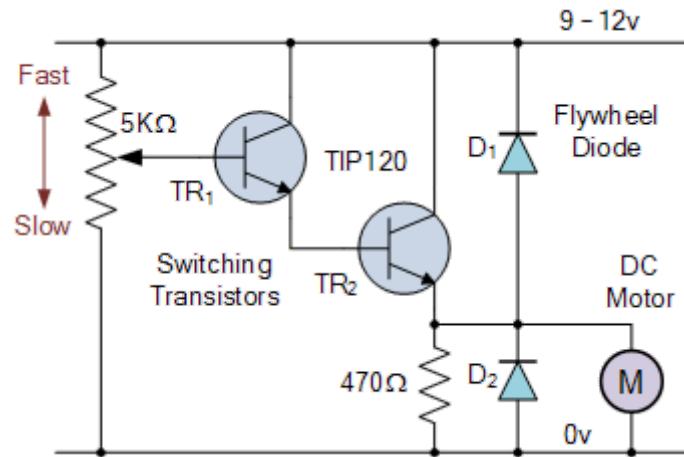 9 – 12v
Fast
5KΩ
Slow
TR1
TIP120
Switching
Transistors
TR2
D1
Flywheel
Diode
DC
Motor
470Ω
D2
M
0v